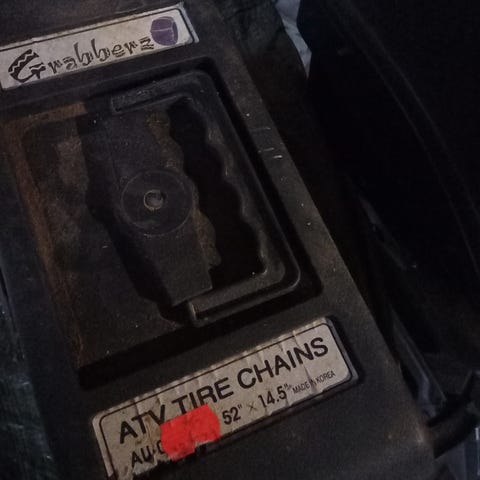 Grabberz
ATV TIRE CHAINS
52" × 14.5" MADE IN KOREA